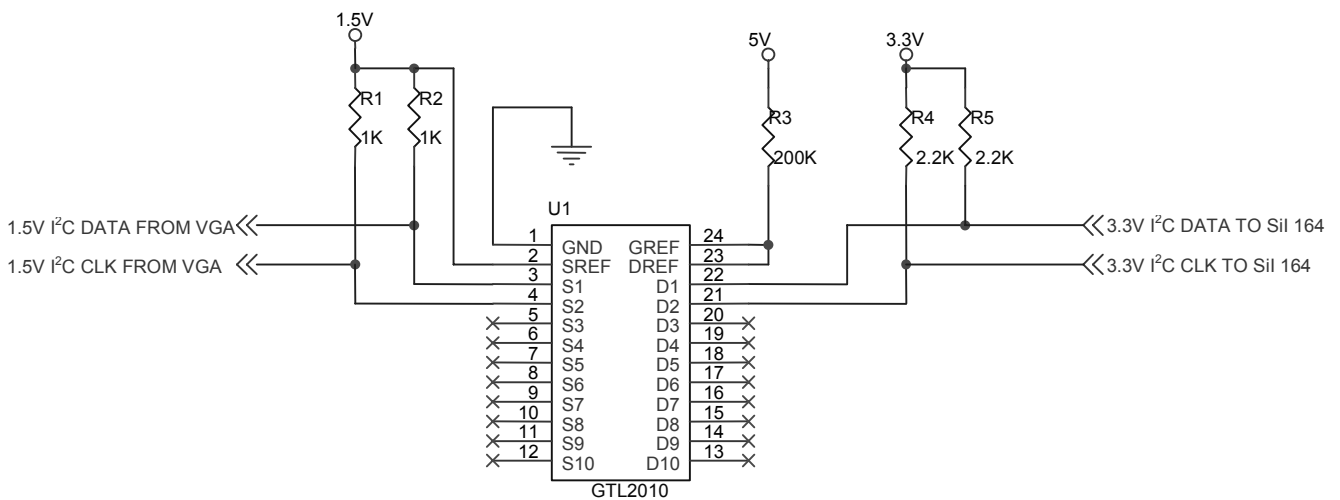 1.5V
5V
3.3V
R1
R2
R3
R4
R5
1K
1K
200K
2.2K
2.2K
1.5V I²C DATA FROM VGA
3.3V I²C DATA TO SiI 164
1.5V I²C CLK FROM VGA
3.3V I²C CLK TO SiI 164
U1
1 GND GREF 24
2 SREF DREF 23
3 S1 D1 22
4 S2 D2 21
5 S3 D3 20
6 S4 D4 19
7 S5 D5 18
8 S6 D6 17
9 S7 D7 16
10 S8 D8 15
11 S9 D9 14
12 S10 D10 13
GTL2010